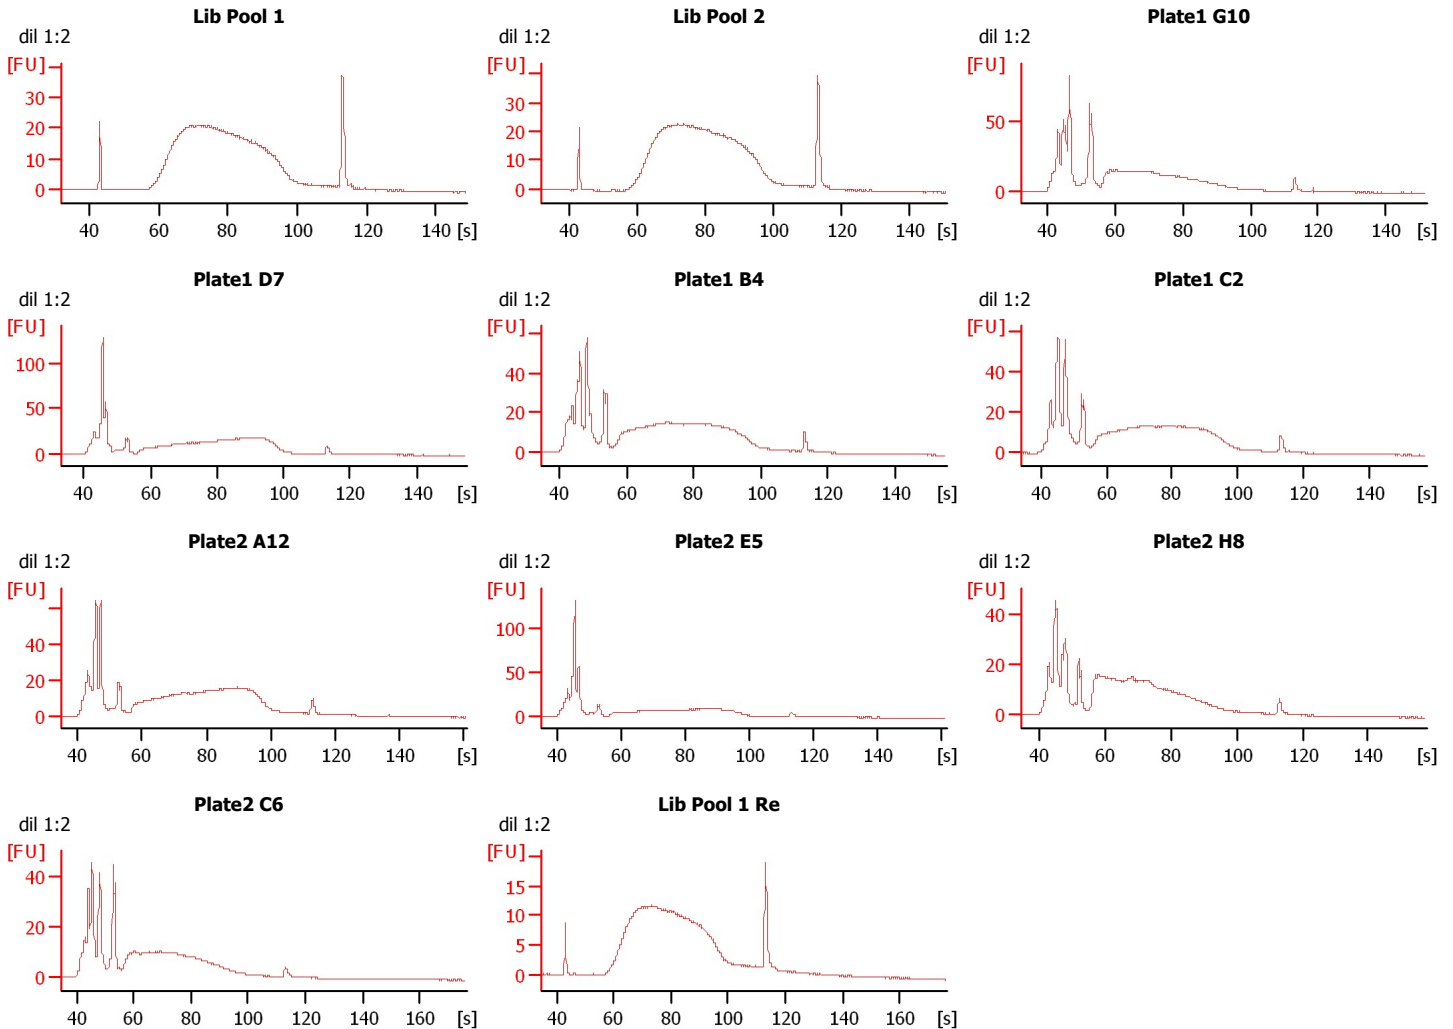 Lib Pool 1
dil 1:2
[FU]
30
20
10
0
40 60 80 100 120 140 [s]
Lib Pool 2
dil 1:2
[FU]
30
20
10
0
40 60 80 100 120 140 [s]
Plate1 G10
dil 1:2
[FU]
50
0
40 60 80 100 120 140 [s]
Plate1 D7
dil 1:2
[FU]
100
50
0
40 60 80 100 120 140 [s]
Plate1 B4
dil 1:2
[FU]
40
20
0
40 60 80 100 120 140 [s]
Plate1 C2
dil 1:2
[FU]
40
20
0
40 60 80 100 120 140 [s]
Plate2 A12
dil 1:2
[FU]
40
20
0
40 60 80 100 120 140 [s]
Plate2 E5
dil 1:2
[FU]
100
50
0
40 60 80 100 120 140 [s]
Plate2 H8
dil 1:2
[FU]
40
20
0
40 60 80 100 120 140 [s]
Plate2 C6
dil 1:2
[FU]
40
20
0
40 60 80 100 120 140 160 [s]
Lib Pool 1 Re
dil 1:2
[FU]
15
10
5
0
40 60 80 100 120 140 160 [s]